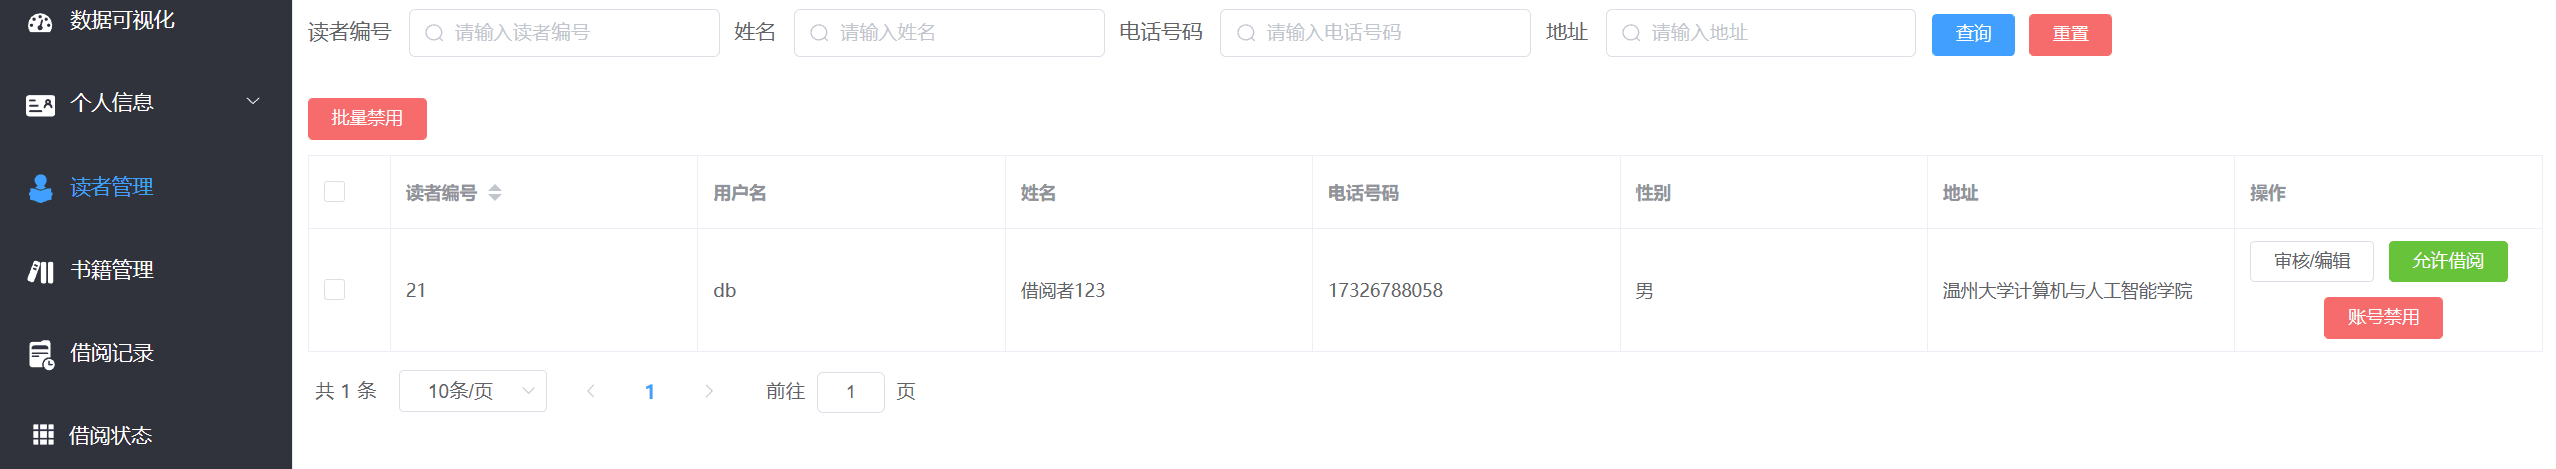 数据可视化
个人信息
读者管理
书籍管理
借阅记录
借阅状态
读者编号 请输入读者编号 姓名 请输入姓名 电话号码 请输入电话号码 地址 请输入地址 查询 重置
批量禁用
读者编号 用户名 姓名 电话号码 性别 地址 操作
21 db 借阅者123 17326788058 男 温州大学计算机与人工智能学院 审核/编辑 允许借阅
账号禁用
共 1 条 10条/页 1 前往 1 页